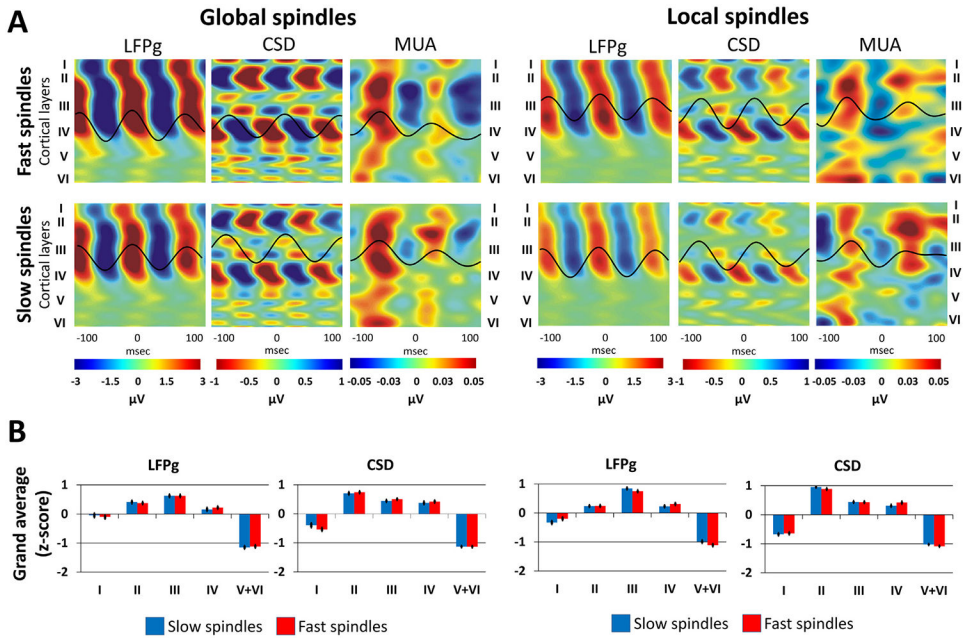 A
Global spindles
Local spindles
LFPg CSD MUA
LFPg CSD MUA
Fast spindles
Cortical layers
I
II
III
IV
V
VI
I
II
III
IV
V
VI
I
II
III
IV
V
VI
Slow spindles
Cortical layers
I
II
III
IV
V
VI
I
II
III
IV
V
VI
I
II
III
IV
V
VI
-100 0 100 -100 0 100 -100 0 100
-100 0 100 -100 0 100 -100 0 100
msec msec msec
msec msec msec
-3 -1.5 0 1.5 3 -1 -0.5 0 0.5 1 -0.05 -0.03 0 0.03 0.05
-3 -1.5 0 1.5 3 -1 -0.5 0 0.5 1 -0.05 -0.03 0 0.03 0.05
μV μV μV
μV μV μV
B
Grand average
(z-score)
LFPg
1
0
-1
-2
I II III IV V+VI
CSD
1
0
-1
-2
I II III IV V+VI
LFPg
1
0
-1
-2
I II III IV V+VI
CSD
1
0
-1
-2
I II III IV V+VI
Slow spindles Fast spindles
Slow spindles Fast spindles